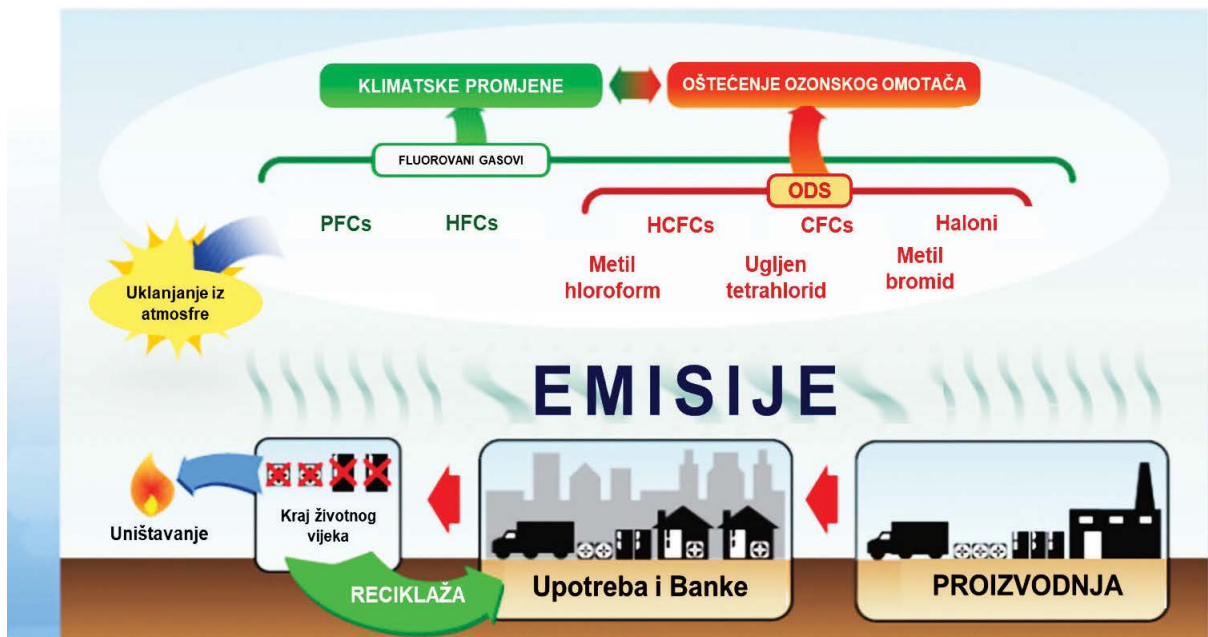 KLIMATSKE PROMJENE
OŠTEĆENJE OZONSKOG OMOTAČA
FLUOROVANI GASOVI
ODS
PFCs
HFCs
HCFCs
CFCs
Haloni
Metil
hloroform
Ugljen
tetrahlorid
Metil
bromid
Uklanjanje iz
atmosfre
EMISIJE
Uništavanje
Kraj životnog
vijeka
RECIKLAŽA
Upotreba i Banke
PROIZVODNJA